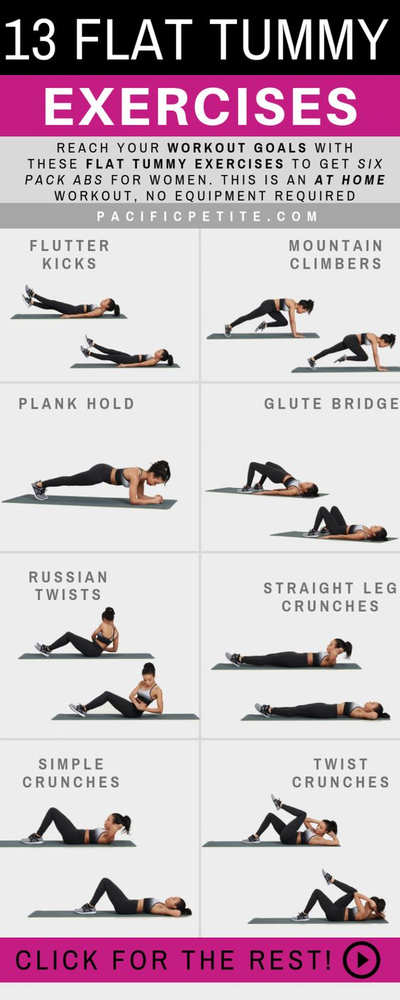 13 FLAT TUMMY
EXERCISES
REACH YOUR WORKOUT GOALS WITH
THESE FLAT TUMMY EXERCISES TO GET SIX
PACK ABS FOR WOMEN. THIS IS AN AT HOME
WORKOUT, NO EQUIPMENT REQUIRED
PACIFICPETITE.COM
FLUTTER
KICKS
MOUNTAIN
CLIMBERS
PLANK HOLD
GLUTE BRIDGE
RUSSIAN
TWISTS
STRAIGHT LEG
CRUNCHES
SIMPLE
CRUNCHES
TWIST
CRUNCHES
CLICK FOR THE REST!